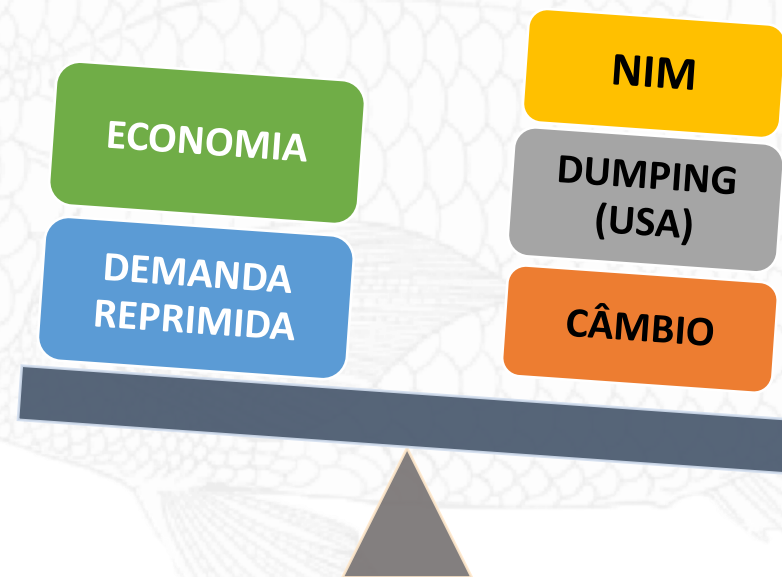 ECONOMIA
DEMANDA
REPRIMIDA
NIM
DUMPING
(USA)
CÂMBIO